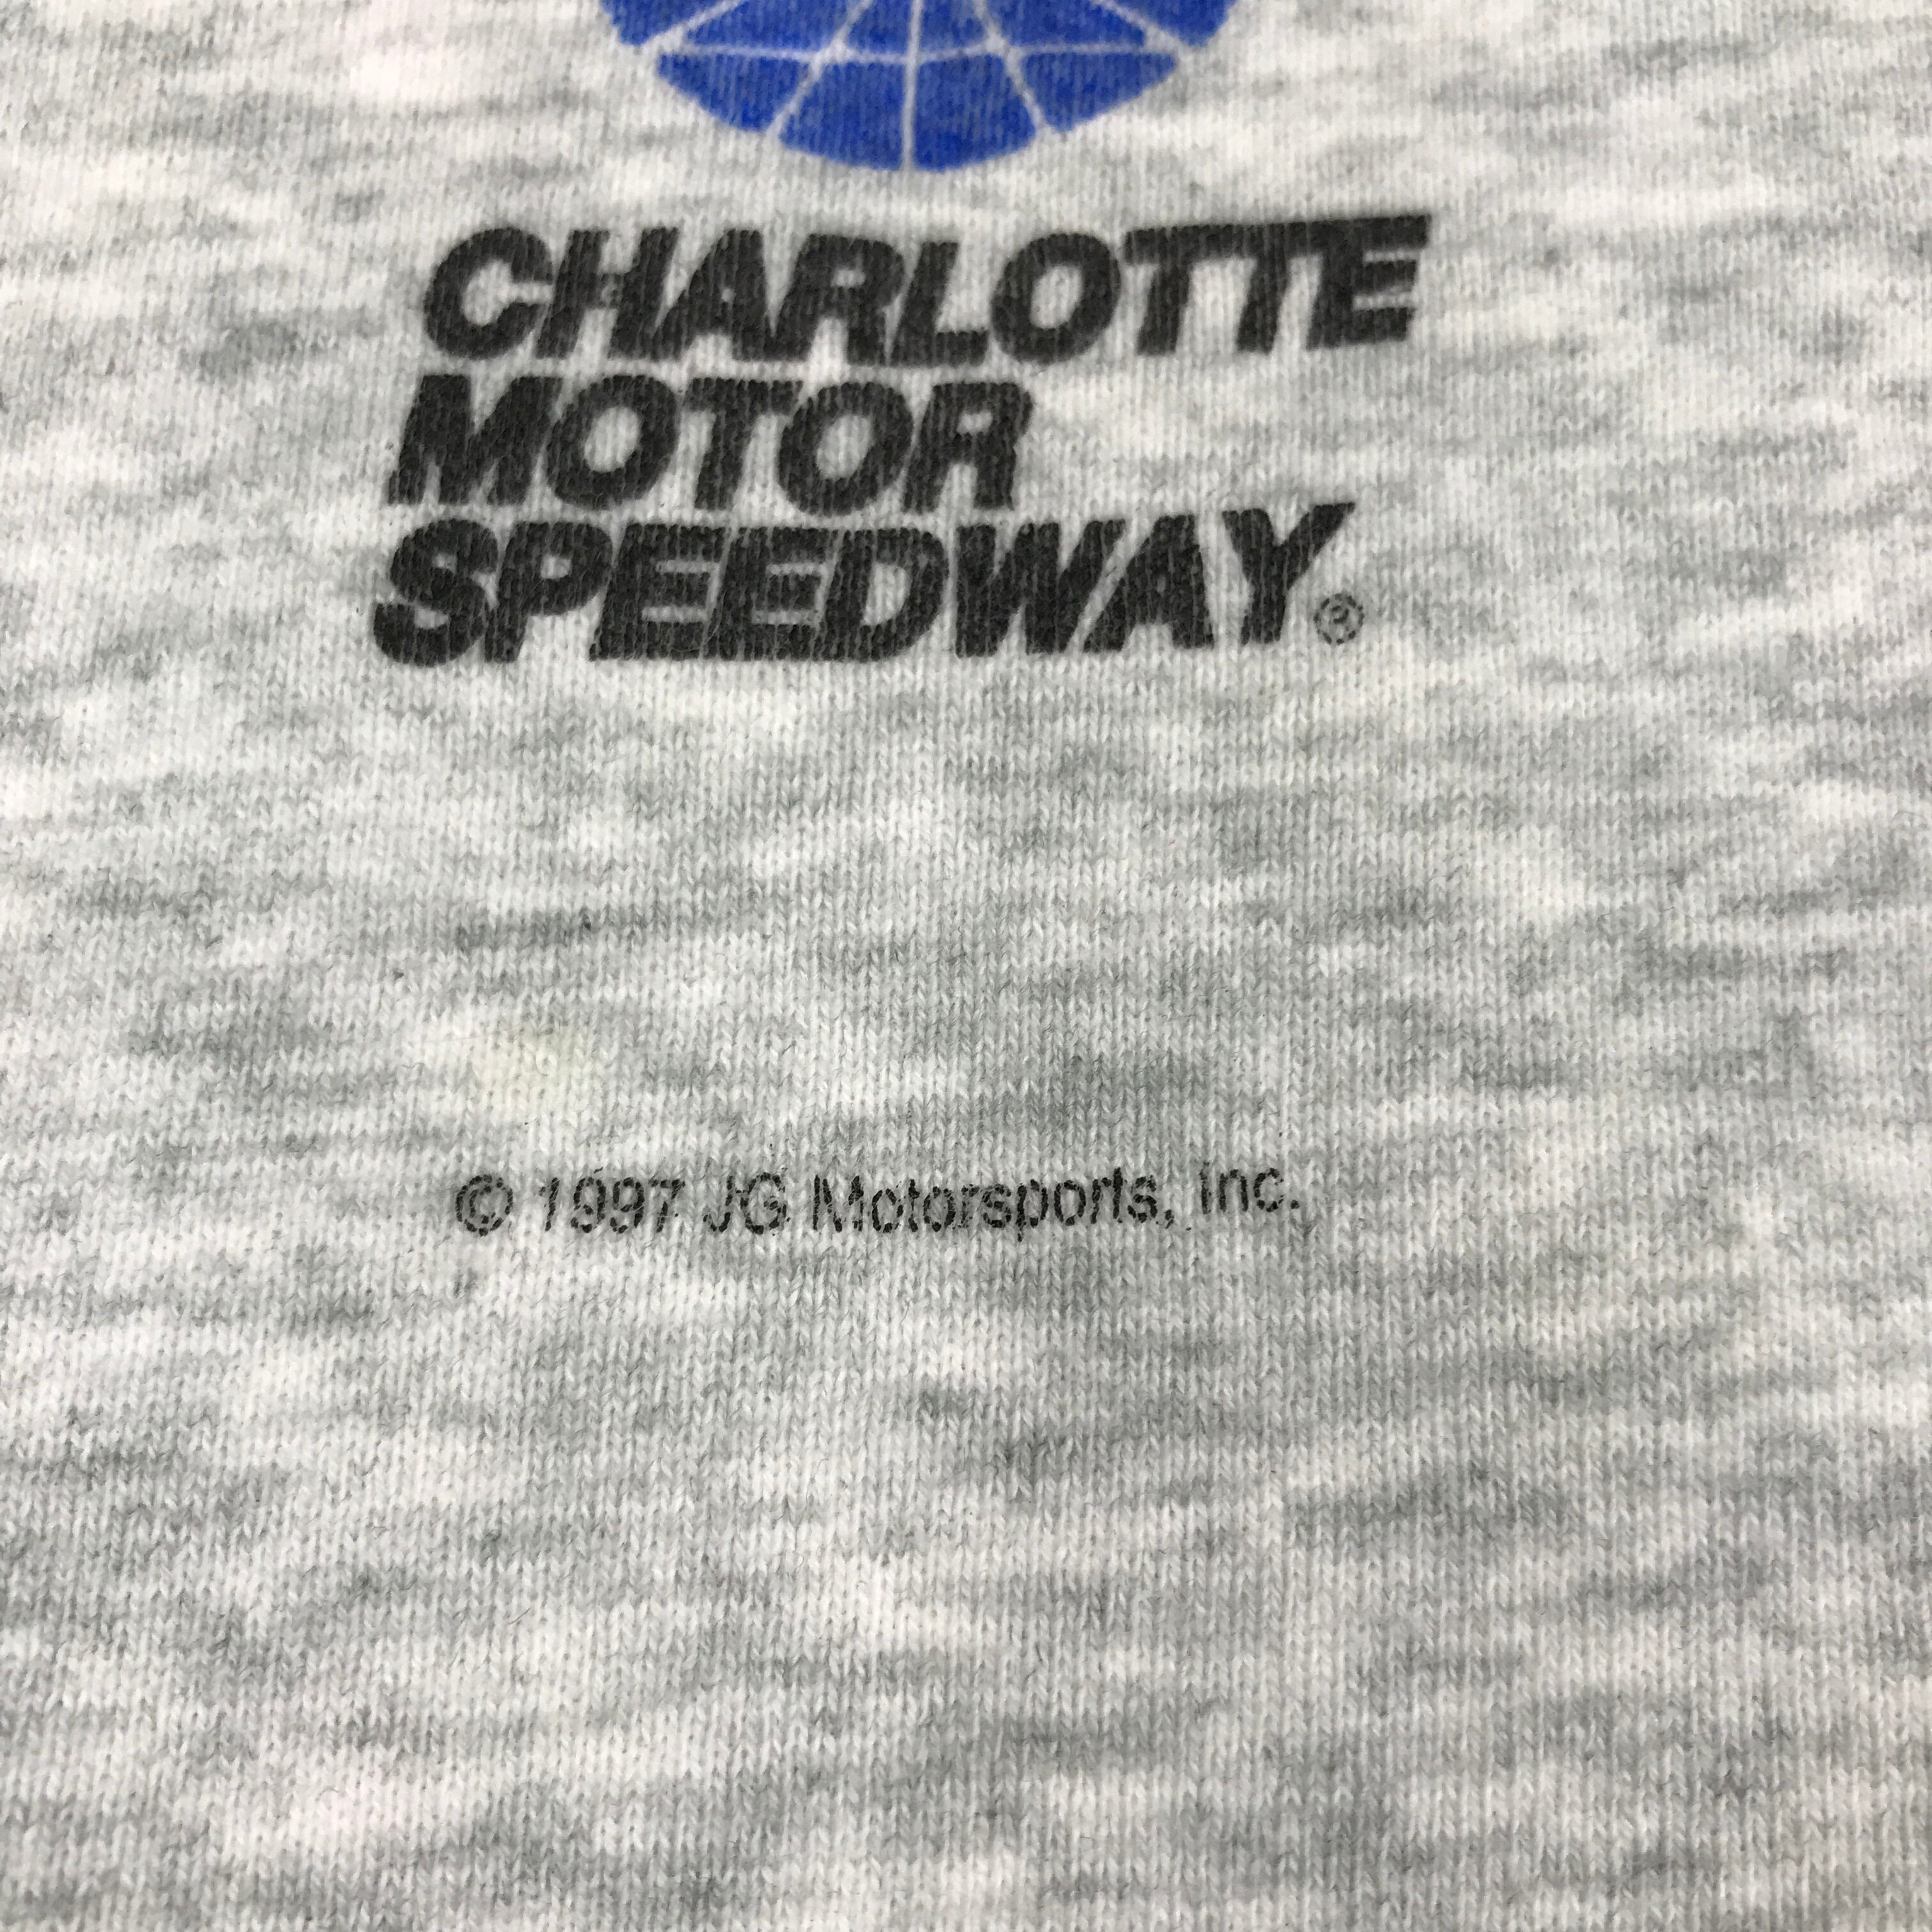 CHARLOTTE
MOTOR
SPEEDWAY®
© 1997 JG Motorsports, Inc.